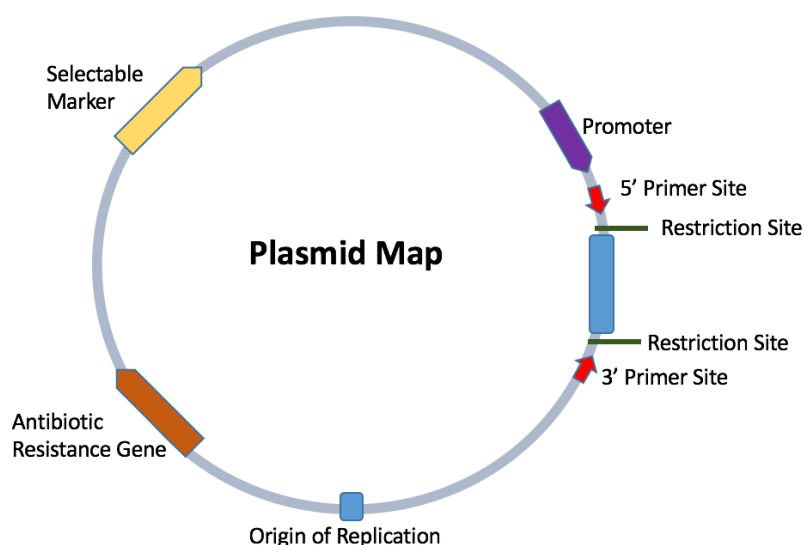 Selectable
Marker
Promoter
5’ Primer Site
Restriction Site
Plasmid Map
Restriction Site
3’ Primer Site
Antibiotic
Resistance Gene
Origin of Replication